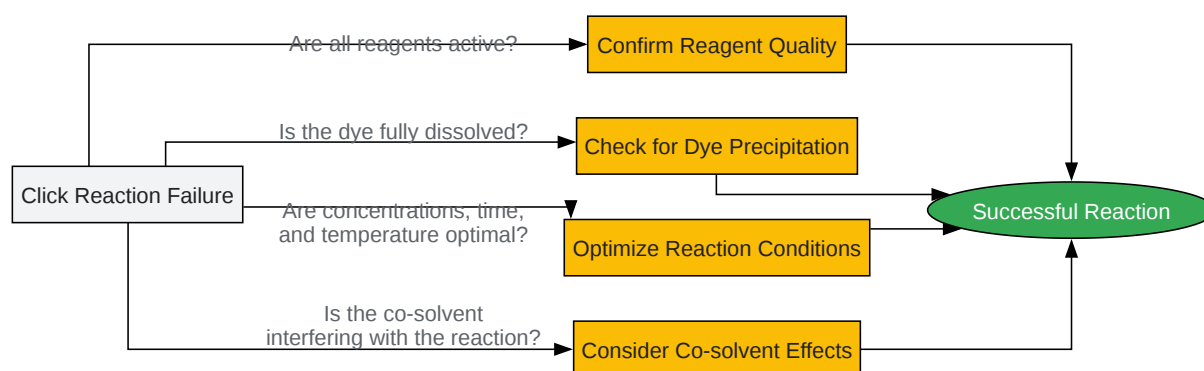 Are all reagents active?
Confirm Reagent Quality
Is the dye fully dissolved?
Check for Dye Precipitation
Click Reaction Failure
Are concentrations, time,
and temperature optimal?
Optimize Reaction Conditions
Successful Reaction
Is the co-solvent
interfering with the reaction?
Consider Co-solvent Effects